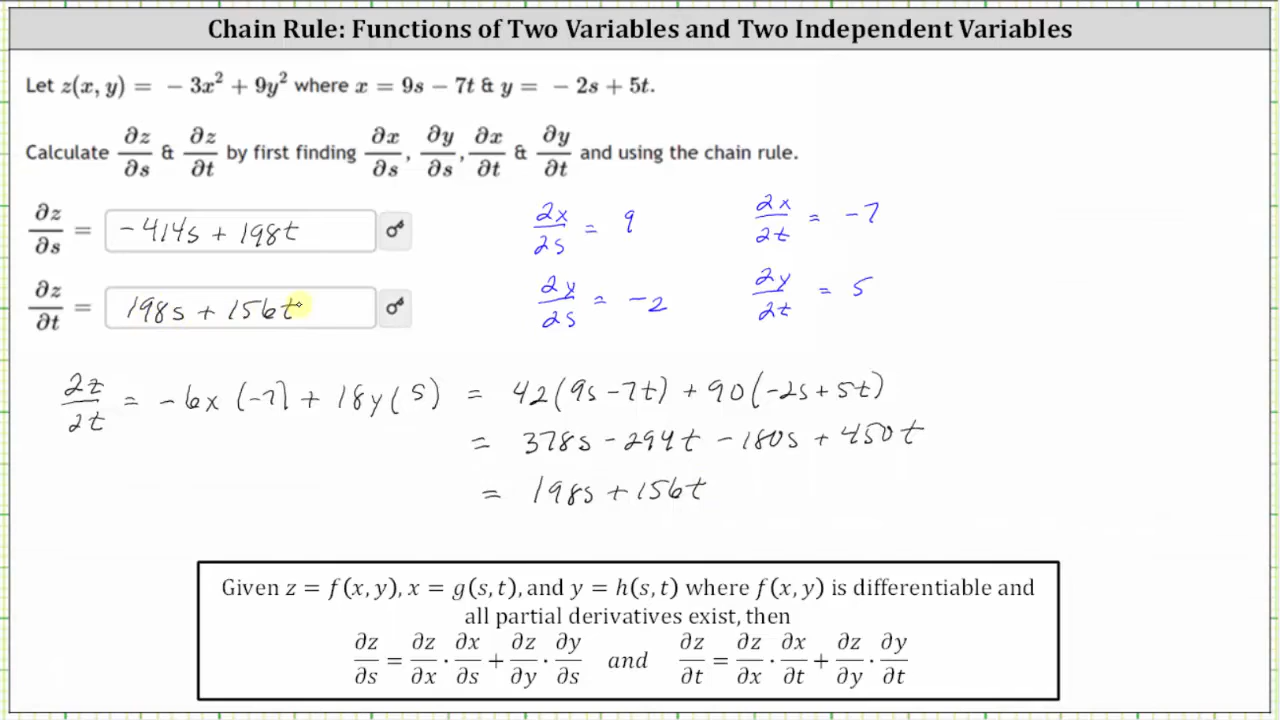 Chain Rule: Functions of Two Variables and Two Independent Variables
Let z(x, y) = − 3x² + 9y² where x = 9s − 7t & y = − 2s + 5t.
Calculate ∂z/∂s & ∂z/∂t by first finding ∂x/∂s, ∂y/∂s, ∂x/∂t & ∂y/∂t and using the chain rule.
∂z/∂s = -414s + 198t
∂x/∂s = 9
∂x/∂t = -7
∂z/∂t = 198s + 156t
∂y/∂s = -2
∂y/∂t = 5
∂z/∂t = -6x (-7) + 18y (5) = 42(9s - 7t) + 90(-2s + 5t)
= 378s - 294t - 180s + 450t
= 198s + 156t
Given z = f(x, y), x = g(s, t), and y = h(s, t) where f(x, y) is differentiable and
all partial derivatives exist, then
∂z/∂s = ∂z/∂x · ∂x/∂s + ∂z/∂y · ∂y/∂s and ∂z/∂t = ∂z/∂x · ∂x/∂t + ∂z/∂y · ∂y/∂t